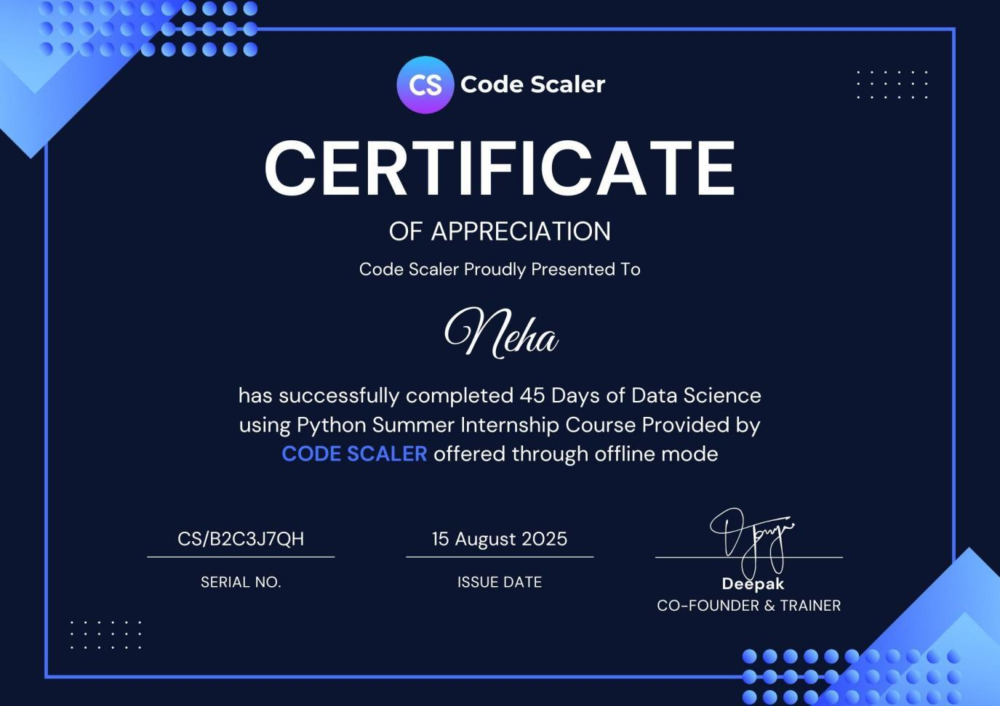 CS Code Scaler
CERTIFICATE
OF APPRECIATION
Code Scaler Proudly Presented To
Neha
has successfully completed 45 Days of Data Science
using Python Summer Internship Course Provided by
CODE SCALER offered through offline mode
CS/B2C3J7QH
SERIAL NO.
15 August 2025
ISSUE DATE
Deepak
CO-FOUNDER & TRAINER